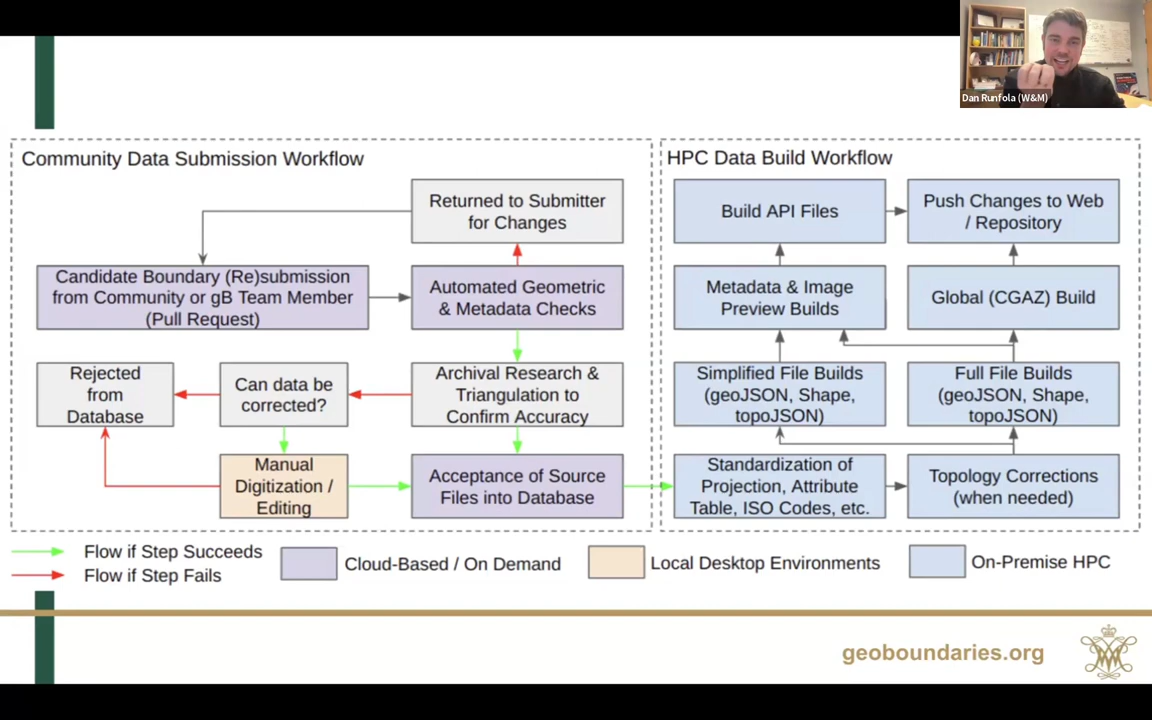 Dan Runfola (W&M)
Community Data Submission Workflow
Returned to Submitter
for Changes
Candidate Boundary (Re)submission
from Community or gB Team Member
(Pull Request)
Automated Geometric
& Metadata Checks
Rejected
from
Database
Can data be
corrected?
Archival Research &
Triangulation to
Confirm Accuracy
Manual
Digitization /
Editing
Acceptance of Source
Files into Database
HPC Data Build Workflow
Build API Files
Push Changes to Web
/ Repository
Metadata & Image
Preview Builds
Global (CGAZ) Build
Simplified File Builds
(geoJSON, Shape,
topoJSON)
Full File Builds
(geoJSON, Shape,
topoJSON)
Standardization of
Projection, Attribute
Table, ISO Codes, etc.
Topology Corrections
(when needed)
Flow if Step Succeeds
Flow if Step Fails
Cloud-Based / On Demand
Local Desktop Environments
On-Premise HPC
geoboundaries.org